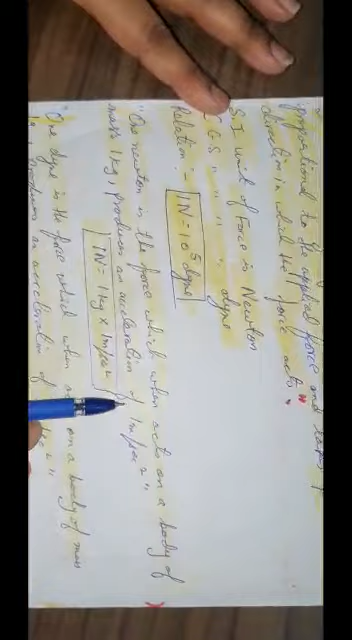 proportional to the applied force and takes
direction in which the force acts"
S.I unit of Force is Newton
C.G.S " " " " dyne
Relation :- 1N = 10^5 dyne
"One newton is the force which when acts on a body of
mass 1kg, produces an acceleration of 1m/sec² "
1N = 1kg x 1m/sec²
"One dyne is the force which when on a body of mass
produces an acceleration of